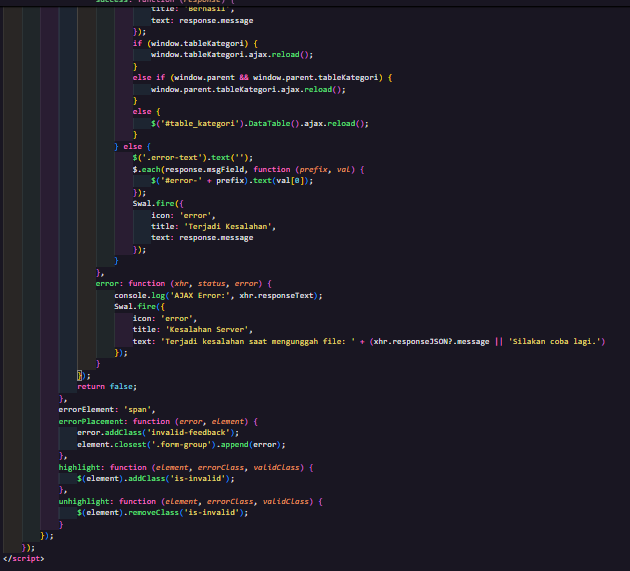 success: function (response) {
title: 'Berhasil',
text: response.message
});
if (window.tableKategori) {
window.tableKategori.ajax.reload();
}
else if (window.parent && window.parent.tableKategori) {
window.parent.tableKategori.ajax.reload();
}
else {
$('#table_kategori').DataTable().ajax.reload();
}
} else {
$('.error-text').text('');
$.each(response.msgField, function (prefix, val) {
$('#error-' + prefix).text(val[0]);
});
Swal.fire({
icon: 'error',
title: 'Terjadi Kesalahan',
text: response.message
});
}
},
error: function (xhr, status, error) {
console.log('AJAX Error:', xhr.responseText);
Swal.fire({
icon: 'error',
title: 'Kesalahan Server',
text: 'Terjadi kesalahan saat mengunggah file: ' + (xhr.responseJSON?.message || 'Silakan coba lagi.')
});
}
});
return false;
},
errorElement: 'span',
errorPlacement: function (error, element) {
error.addClass('invalid-feedback');
element.closest('.form-group').append(error);
},
highlight: function (element, errorClass, validClass) {
$(element).addClass('is-invalid');
},
unhighlight: function (element, errorClass, validClass) {
$(element).removeClass('is-invalid');
}
});
});
</script>